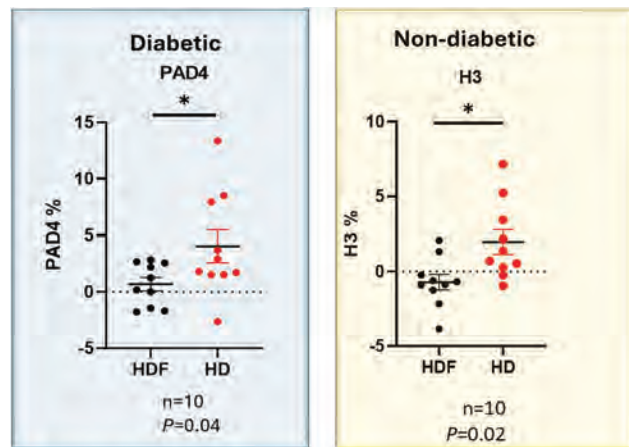 Diabetic
PAD4
*
15
10
5
0
-5
PAD4 %
HDF HD
n=10
P=0.04
Non-diabetic
H3
*
10
5
0
-5
H3 %
HDF HD
n=10
P=0.02